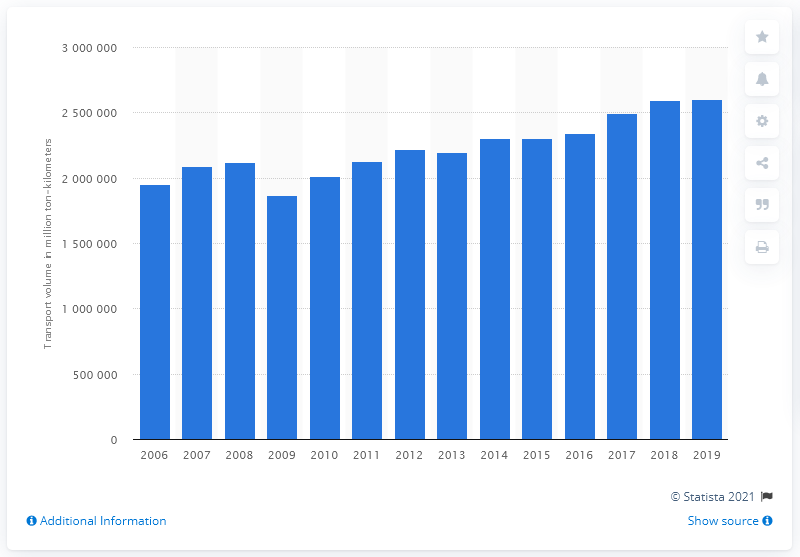 3 000 000
2 500 000
2 000 000
1 500 000
1 000 000
500 000
0
Transport volume in million ton-kilometers
2006 2007 2008 2009 2010 2011 2012 2013 2014 2015 2016 2017 2018 2019
© Statista 2021
Additional Information
Show source